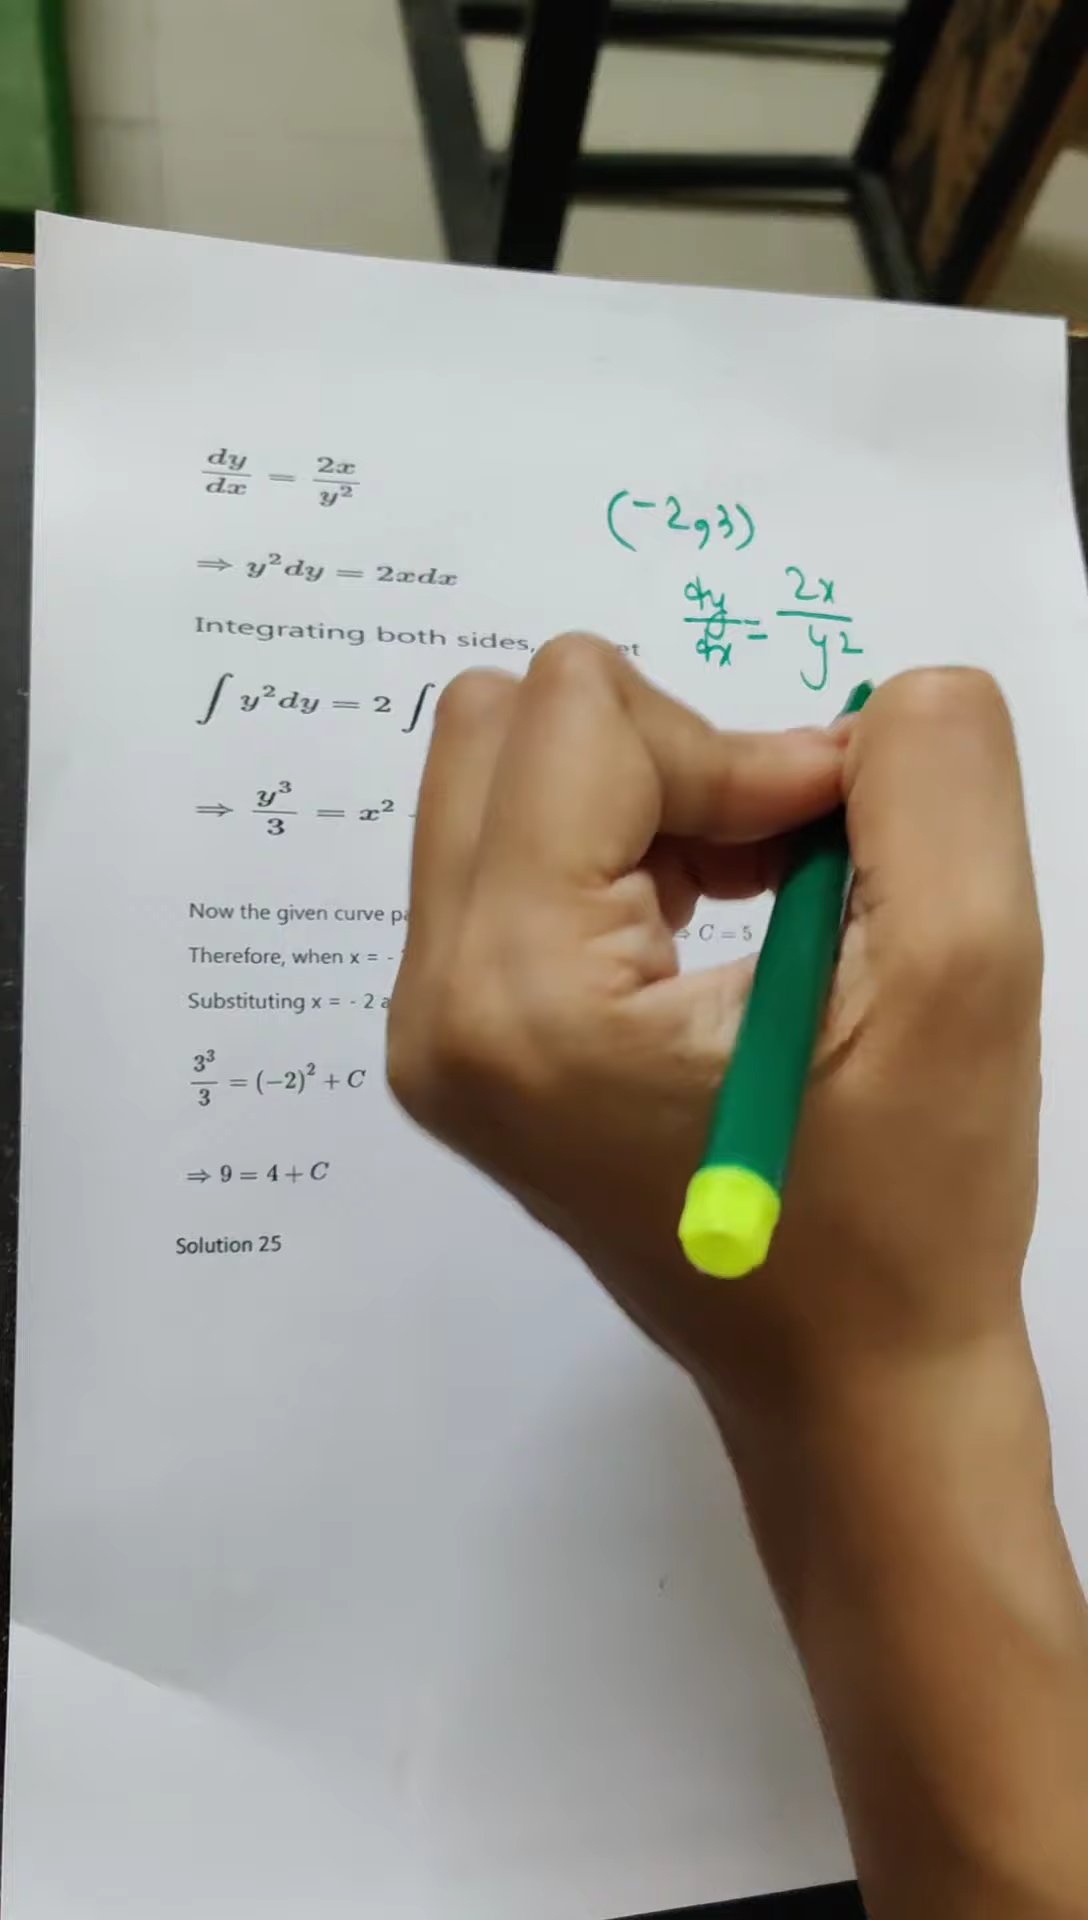 dy/dx = 2x/y²
(-2,3)
⇒ y²dy = 2xdx
dy/dx = 2x/y²
Integrating both sides,
∫ y²dy = 2 ∫
⇒ y³/3 = x²
Now the given curve
⇒ C = 5
Therefore, when x = -
Substituting x = - 2
3³/3 = (−2)² + C
⇒ 9 = 4 + C
Solution 25